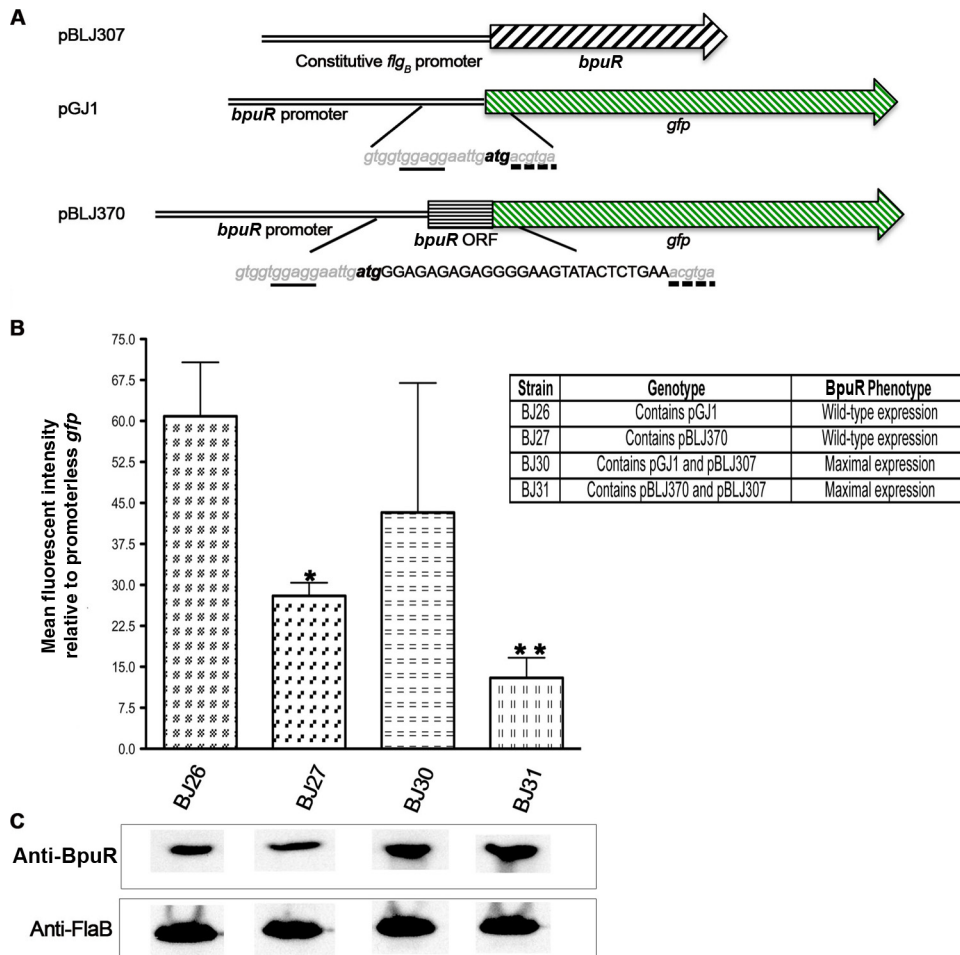 A
pBLJ307
Constitutive flgB promoter
bpuR
pGJ1
bpuR promoter
gfp
gtggtggaggaattgatgacgtga
pBLJ370
bpuR promoter
bpuR ORF
gfp
gtggtggaggaattgatgGGAGAGAGAGGGGAAGTATACTCTGAAacgtga
B
Mean fluorescent intensity
relative to promoterless gfp
75.0
67.5
60.0
52.5
45.0
37.5
30.0
22.5
15.0
7.5
0.0
*
* *
BJ26
BJ27
BJ30
BJ31
Strain Genotype BpuR Phenotype
BJ26 Contains pGJ1 Wild-type expression
BJ27 Contains pBLJ370 Wild-type expression
BJ30 Contains pGJ1 and pBLJ307 Maximal expression
BJ31 Contains pBLJ370 and pBLJ307 Maximal expression
C
Anti-BpuR
Anti-FlaB